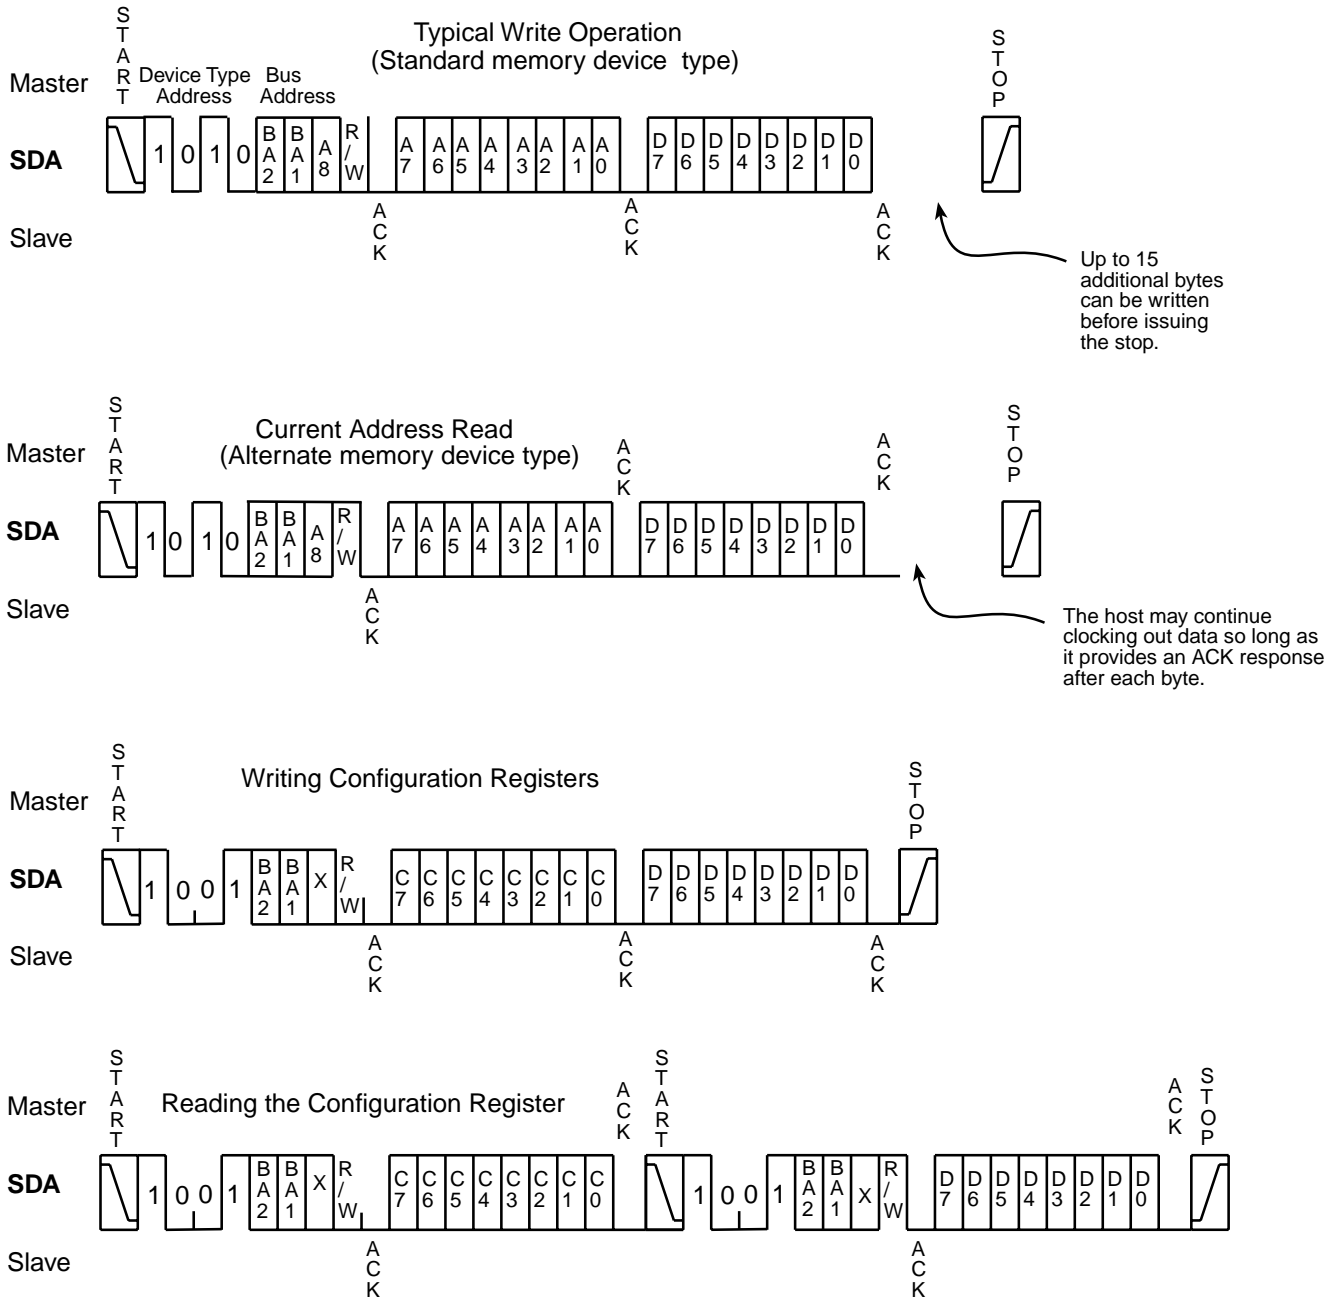 START
Typical Write Operation
(Standard memory device type)
STOP
Master
Device Type Address
Bus Address
SDA
1 0 1 0 BA2 BA1 A8 R/W A7 A6 A5 A4 A3 A2 A1 A0 D7 D6 D5 D4 D3 D2 D1 D0
ACK ACK ACK
Slave
Up to 15
additional bytes
can be written
before issuing
the stop.
START
Current Address Read
(Alternate memory device type)
ACK ACK STOP
Master
SDA
1 0 1 0 BA2 BA1 A8 R/W A7 A6 A5 A4 A3 A2 A1 A0 D7 D6 D5 D4 D3 D2 D1 D0
ACK
Slave
The host may continue
clocking out data so long as
it provides an ACK response
after each byte.
START
Writing Configuration Registers
STOP
Master
SDA
1 0 0 1 BA2 BA1 X R/W C7 C6 C5 C4 C3 C2 C1 C0 D7 D6 D5 D4 D3 D2 D1 D0
ACK ACK ACK
Slave
START
Reading the Configuration Register
ACK START ACK STOP
Master
SDA
1 0 0 1 BA2 BA1 X R/W C7 C6 C5 C4 C3 C2 C1 C0 1 0 0 1 BA2 BA1 X R/W D7 D6 D5 D4 D3 D2 D1 D0
ACK ACK
Slave